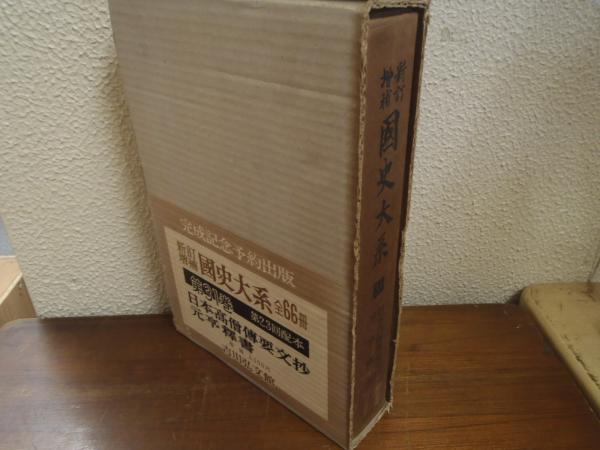 完成記念予約出版
新訂
増補
國史大系 全66冊
第31巻
第23回配本
日本高僧傳要文抄
元亨釋書
吉川弘文館
新訂
増補
國史大系